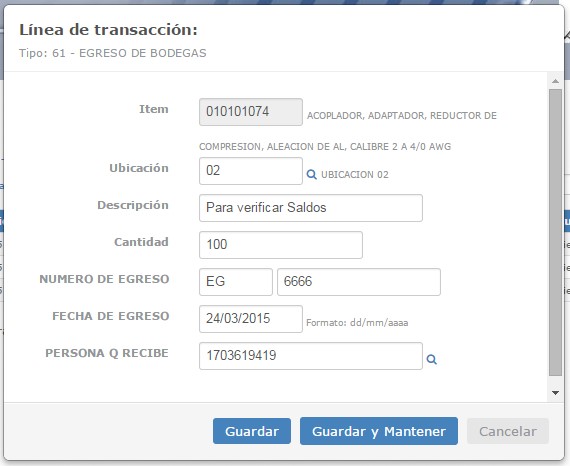 Línea de transacción:
Tipo: 61 - EGRESO DE BODEGAS
Item 010101074 ACOPLADOR, ADAPTADOR, REDUCTOR DE
COMPRESION, ALEACION DE AL, CALIBRE 2 A 4/0 AWG
Ubicación 02 UBICACION 02
Descripción Para verificar Saldos
Cantidad 100
NUMERO DE EGRESO EG 6666
FECHA DE EGRESO 24/03/2015 Formato: dd/mm/aaaa
PERSONA Q RECIBE 1703619419
Guardar Guardar y Mantener Cancelar